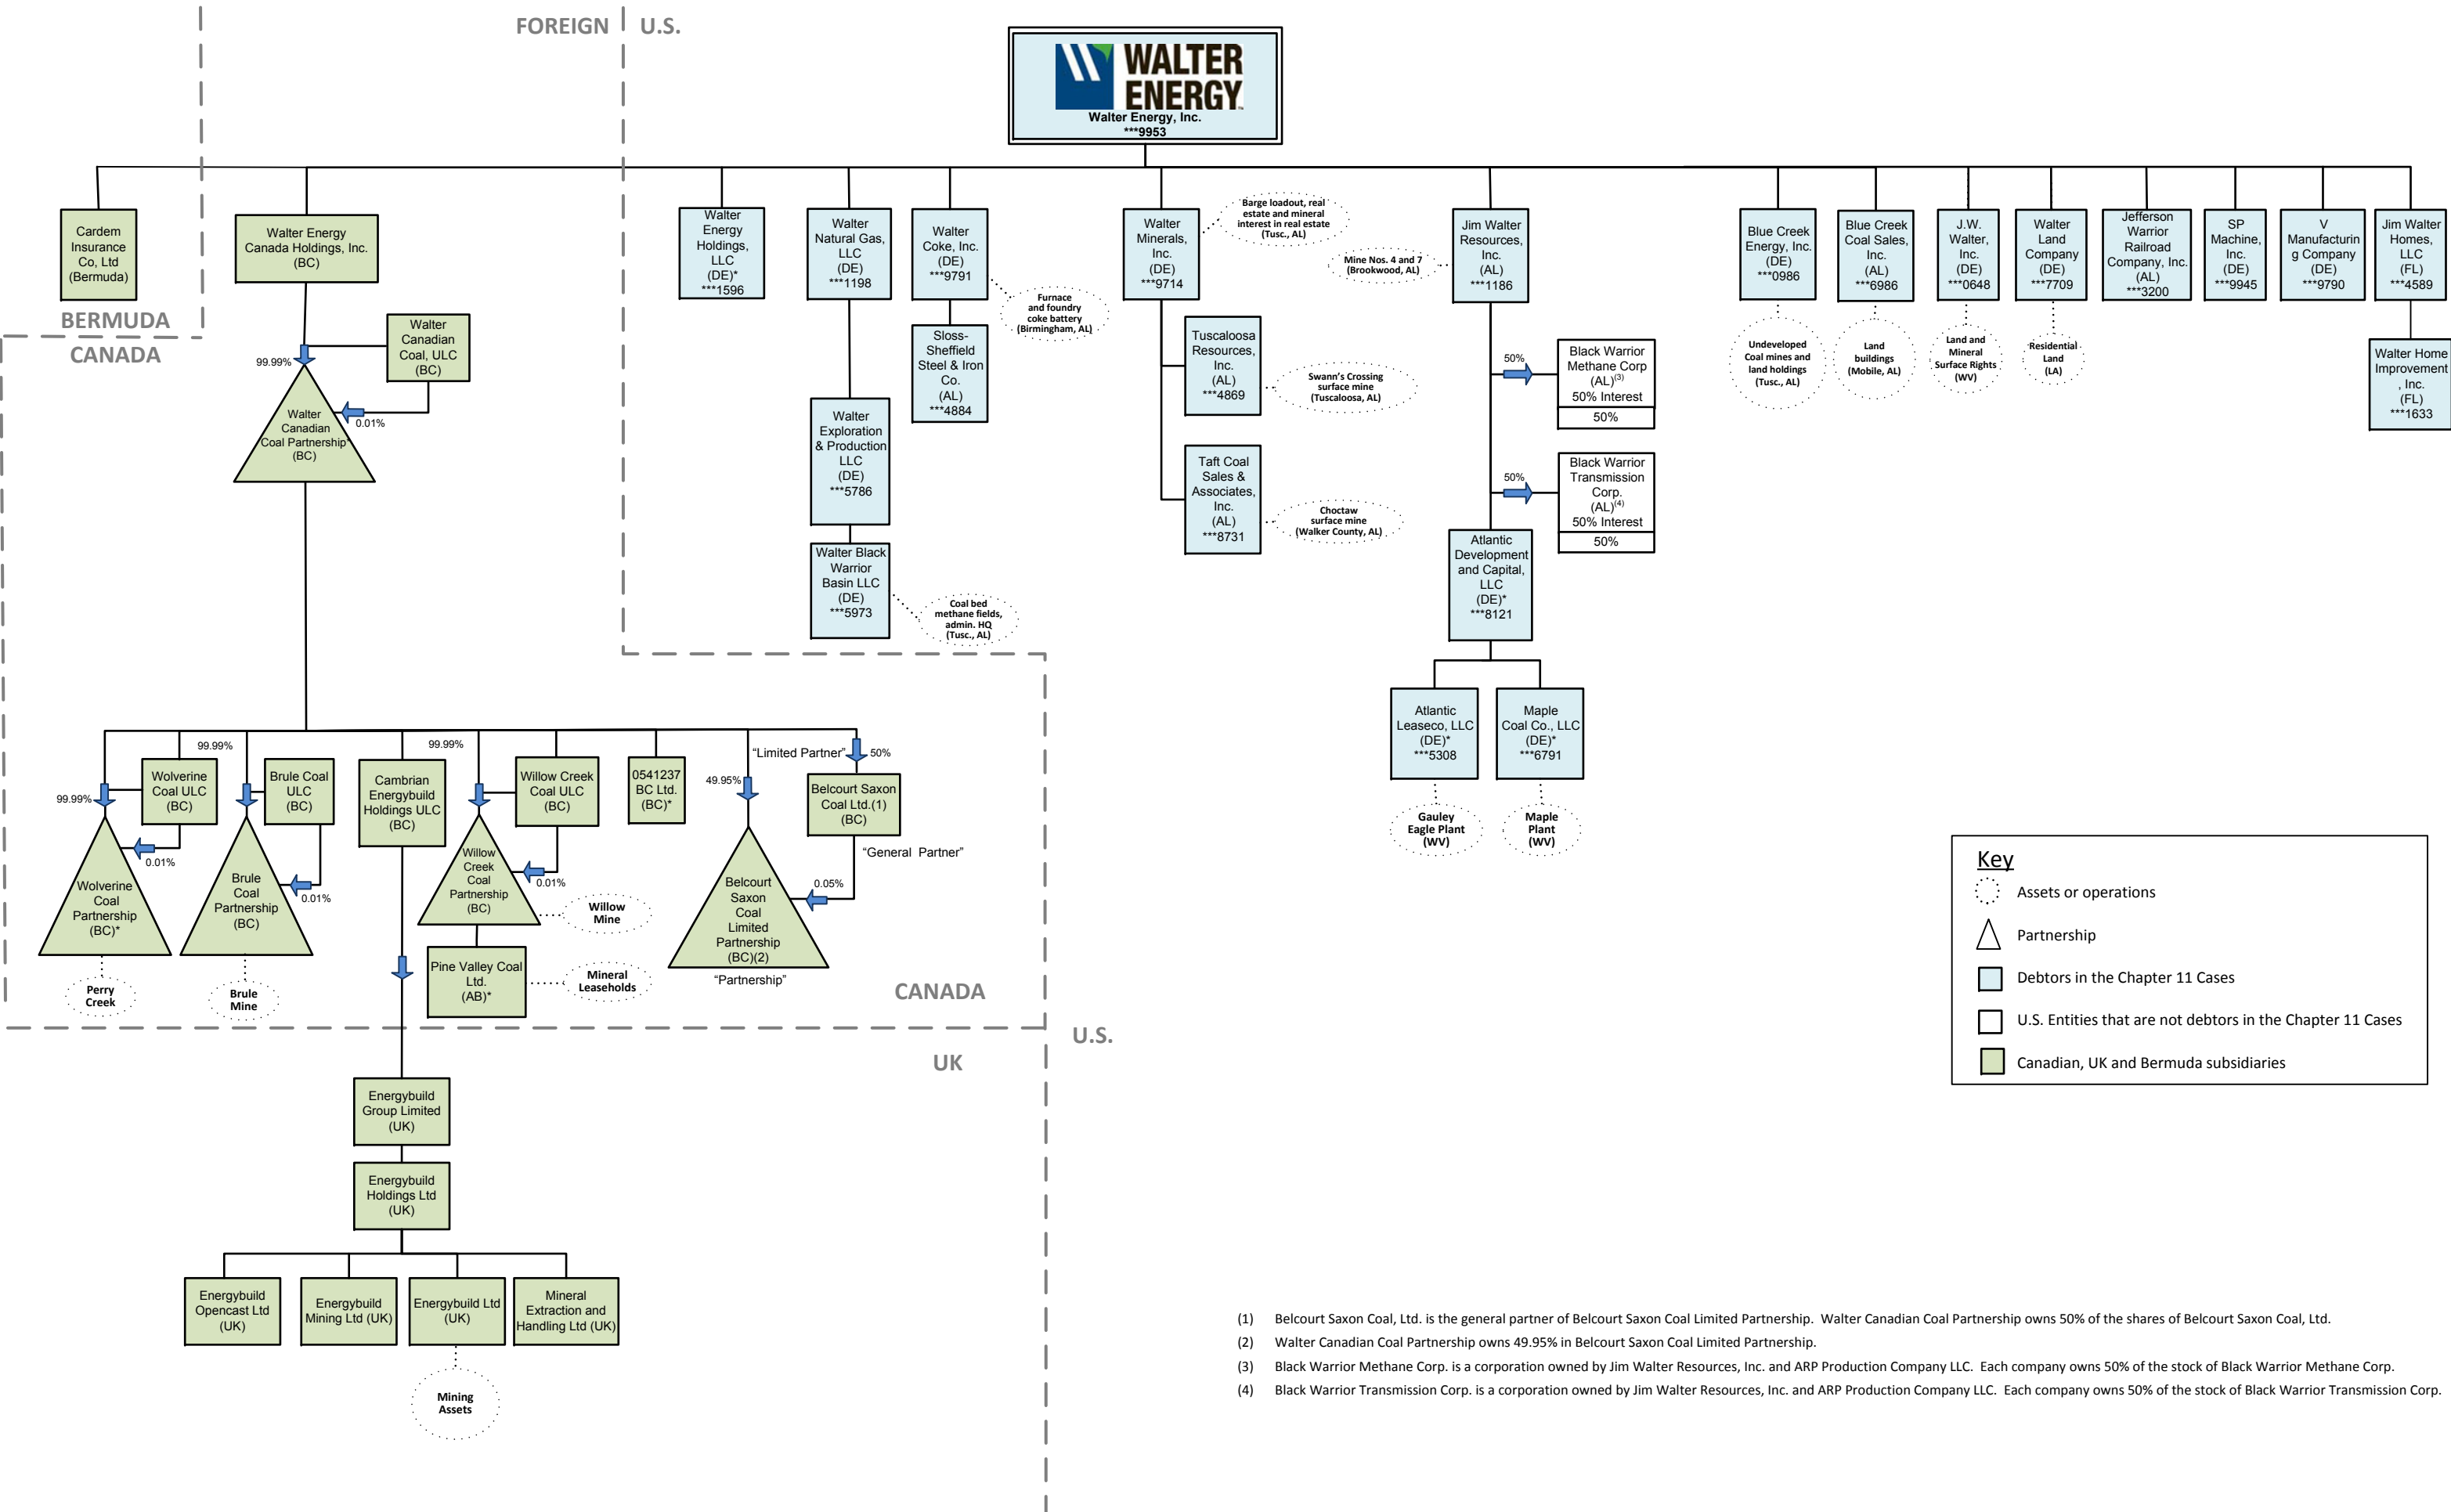 FOREIGN
U.S.
WALTER
ENERGY
Walter Energy, Inc.
***9953
Cardem
Insurance
Co, Ltd
(Bermuda)
BERMUDA
CANADA
Walter Energy
Canada Holdings, Inc.
(BC)
Walter
Canadian
Coal, ULC
(BC)
99.99%
0.01%
Walter
Canadian
Coal Partnership*
(BC)
Walter
Energy
Holdings,
LLC
(DE)*
***1596
Walter
Natural Gas,
LLC
(DE)
***1198
Walter
Coke, Inc.
(DE)
***9791
Furnace
and foundry
coke battery
(Birmingham, AL)
Sloss-
Sheffield
Steel & Iron
Co.
(AL)
***4884
Walter
Exploration
& Production
LLC
(DE)
***5786
Walter Black
Warrior
Basin LLC
(DE)
***5973
Coal bed
methane fields,
admin. HQ
(Tusc., AL)
Walter
Minerals,
Inc.
(DE)
***9714
Barge loadout, real
estate and mineral
interest in real estate
(Tusc., AL)
Tuscaloosa
Resources,
Inc.
(AL)
***4869
Swann's Crossing
surface mine
(Tuscaloosa, AL)
Taft Coal
Sales &
Associates,
Inc.
(AL)
***8731
Choctaw
surface mine
(Walker County, AL)
Mine Nos. 4 and 7
(Brookwood, AL)
Jim Walter
Resources,
Inc.
(AL)
***1186
50%
Black Warrior
Methane Corp
(AL)(3)
50% Interest
50%
50%
Black Warrior
Transmission
Corp.
(AL)(4)
50% Interest
50%
Atlantic
Development
and Capital,
LLC
(DE)*
***8121
Atlantic
Leaseco, LLC
(DE)*
***5308
Maple
Coal Co., LLC
(DE)*
***6791
Gauley
Eagle Plant
(WV)
Maple
Plant
(WV)
Blue Creek
Energy, Inc.
(DE)
***0986
Undeveloped
Coal mines and
land holdings
(Tusc., AL)
Blue Creek
Coal Sales,
Inc.
(AL)
***6986
Land
buildings
(Mobile, AL)
J.W.
Walter,
Inc.
(DE)
***0648
Land and
Mineral
Surface Rights
(WV)
Walter
Land
Company
(DE)
***7709
Residential
Land
(LA)
Jefferson
Warrior
Railroad
Company, Inc.
(AL)
***3200
SP
Machine,
Inc.
(DE)
***9945
V
Manufacturin
g Company
(DE)
***9790
Jim Walter
Homes,
LLC
(FL)
***4589
Walter Home
Improvement
, Inc.
(FL)
***1633
99.99%
Wolverine
Coal ULC
(BC)
0.01%
Wolverine
Coal
Partnership
(BC)*
Perry
Creek
99.99%
Brule Coal
ULC
(BC)
0.01%
Brule
Coal
Partnership
(BC)
Brule
Mine
Cambrian
Energybuild
Holdings ULC
(BC)
99.99%
Willow Creek
Coal ULC
(BC)
0.01%
Willow
Creek
Coal
Partnership
(BC)
Willow
Mine
Pine Valley Coal
Ltd.
(AB)*
Mineral
Leaseholds
0541237
BC Ltd.
(BC)*
49.95%
"Limited Partner"
50%
Belcourt Saxon
Coal Ltd.(1)
(BC)
"General Partner"
0.05%
Belcourt
Saxon
Coal
Limited
Partnership
(BC)(2)
"Partnership"
CANADA
U.S.
UK
Energybuild
Group Limited
(UK)
Energybuild
Holdings Ltd
(UK)
Energybuild
Opencast Ltd
(UK)
Energybuild
Mining Ltd (UK)
Energybuild Ltd
(UK)
Mineral
Extraction and
Handling Ltd (UK)
Mining
Assets
Key
Assets or operations
Partnership
Debtors in the Chapter 11 Cases
U.S. Entities that are not debtors in the Chapter 11 Cases
Canadian, UK and Bermuda subsidiaries
(1) Belcourt Saxon Coal, Ltd. is the general partner of Belcourt Saxon Coal Limited Partnership. Walter Canadian Coal Partnership owns 50% of the shares of Belcourt Saxon Coal, Ltd.
(2) Walter Canadian Coal Partnership owns 49.95% in Belcourt Saxon Coal Limited Partnership.
(3) Black Warrior Methane Corp. is a corporation owned by Jim Walter Resources, Inc. and ARP Production Company LLC. Each company owns 50% of the stock of Black Warrior Methane Corp.
(4) Black Warrior Transmission Corp. is a corporation owned by Jim Walter Resources, Inc. and ARP Production Company LLC. Each company owns 50% of the stock of Black Warrior Transmission Corp.